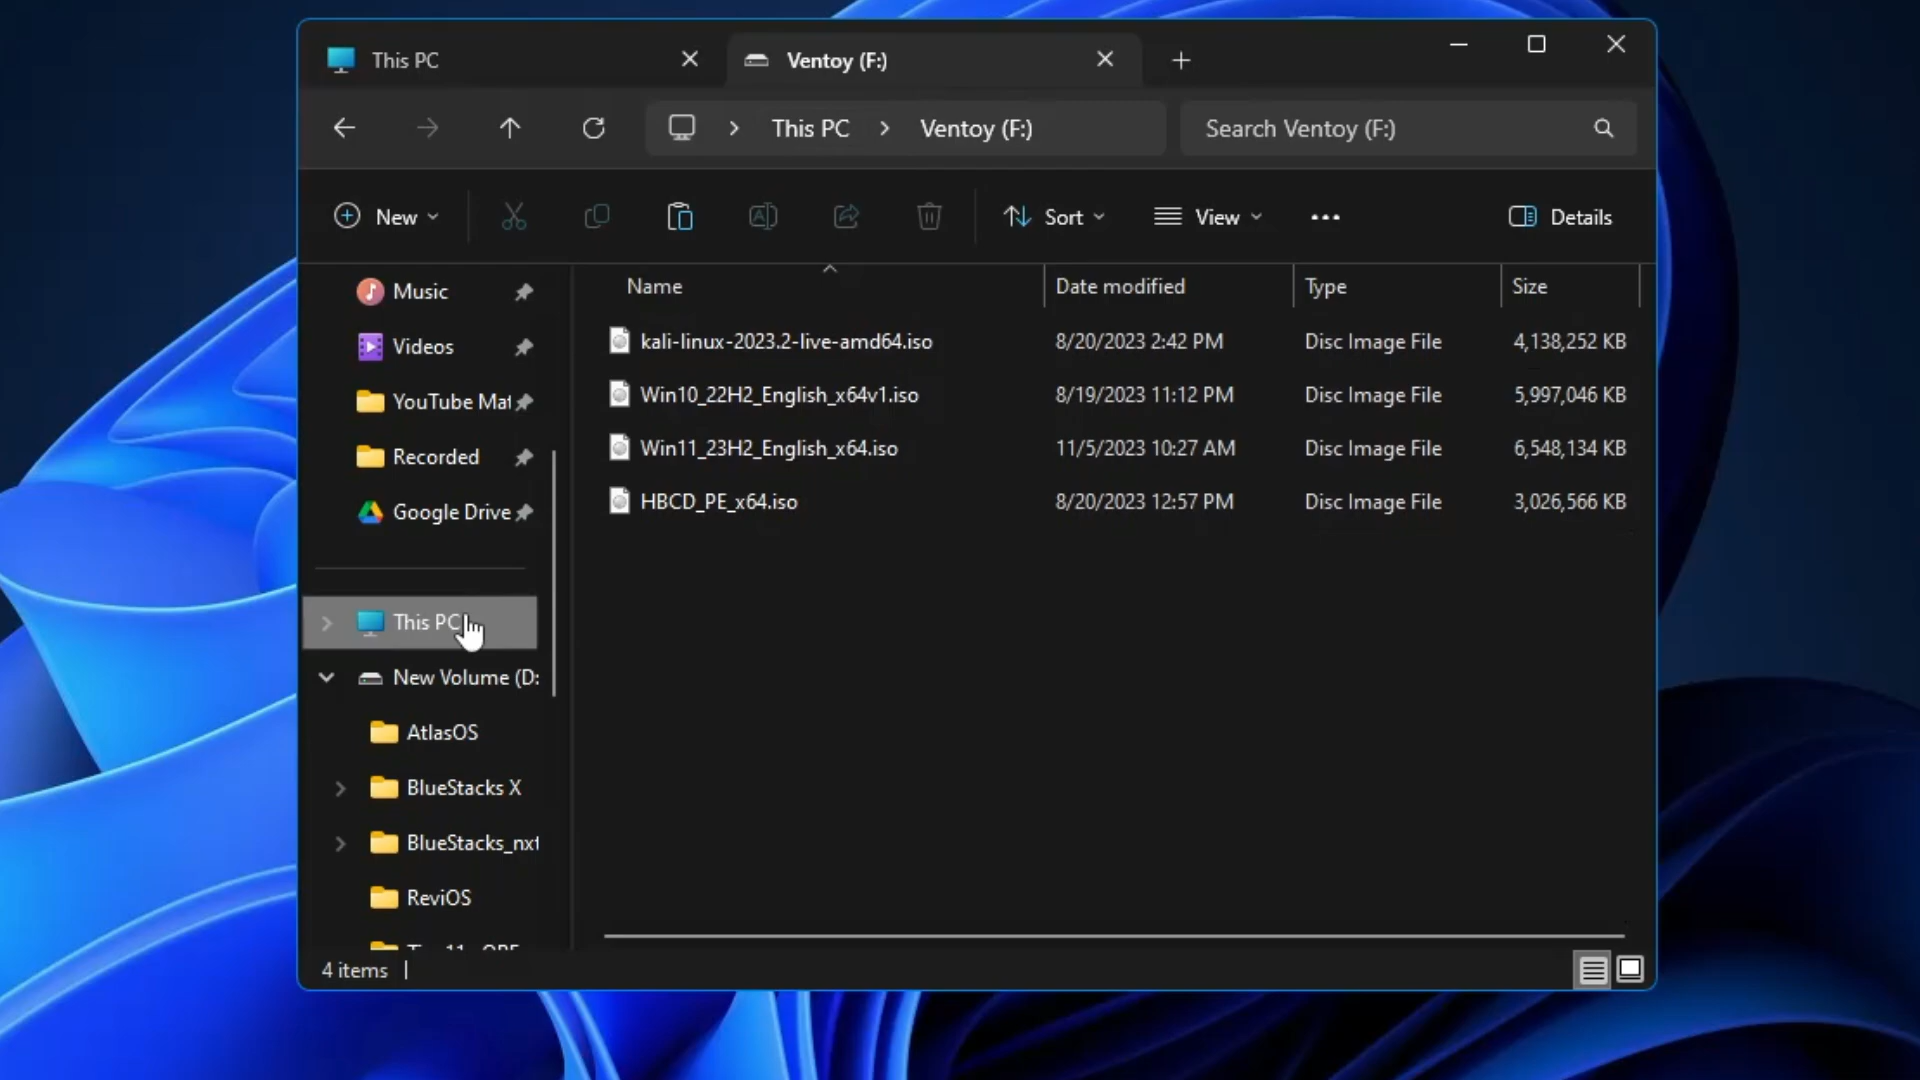 This PC
Ventoy (F:)
This PC Ventoy (F:)
Search Ventoy (F:)
New
Sort
View
Details
Music
Videos
YouTube Mat
Recorded
Google Drive
This PC
New Volume (D:
AtlasOS
BlueStacks X
BlueStacks_nxt
ReviOS
Name Date modified Type Size
kali-linux-2023.2-live-amd64.iso 8/20/2023 2:42 PM Disc Image File 4,138,252 KB
Win10_22H2_English_x64v1.iso 8/19/2023 11:12 PM Disc Image File 5,997,046 KB
Win11_23H2_English_x64.iso 11/5/2023 10:27 AM Disc Image File 6,548,134 KB
HBCD_PE_x64.iso 8/20/2023 12:57 PM Disc Image File 3,026,566 KB
4 items